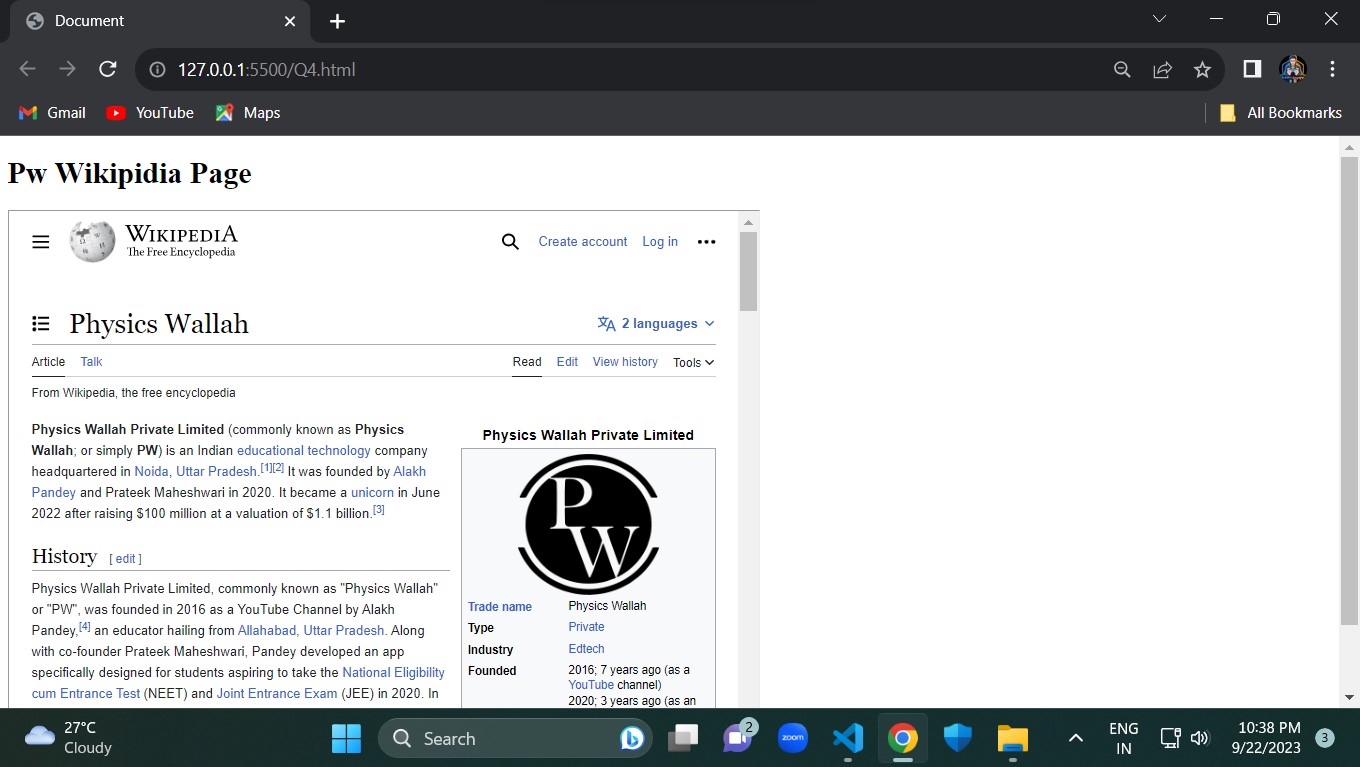 Document
127.0.0.1:5500/Q4.html
Gmail YouTube Maps All Bookmarks
Pw Wikipidia Page
WIKIPEDIA
The Free Encyclopedia
Create account Log in
Physics Wallah
2 languages
Article Talk Read Edit View history Tools
From Wikipedia, the free encyclopedia
Physics Wallah Private Limited (commonly known as Physics
Wallah; or simply PW) is an Indian educational technology company
headquartered in Noida, Uttar Pradesh.[1][2] It was founded by Alakh
Pandey and Prateek Maheshwari in 2020. It became a unicorn in June
2022 after raising $100 million at a valuation of $1.1 billion.[3]
History [ edit ]
Physics Wallah Private Limited, commonly known as "Physics Wallah"
or "PW", was founded in 2016 as a YouTube Channel by Alakh
Pandey,[4] an educator hailing from Allahabad, Uttar Pradesh. Along
with co-founder Prateek Maheshwari, Pandey developed an app
specifically designed for students aspiring to take the National Eligibility
cum Entrance Test (NEET) and Joint Entrance Exam (JEE) in 2020. In
Physics Wallah Private Limited
P
W
Trade name Physics Wallah
Type Private
Industry Edtech
Founded 2016; 7 years ago (as a
YouTube channel)
2020; 3 years ago (as an
27°C
Cloudy
Search
2
zoom
ENG
IN
10:38 PM
9/22/2023
3